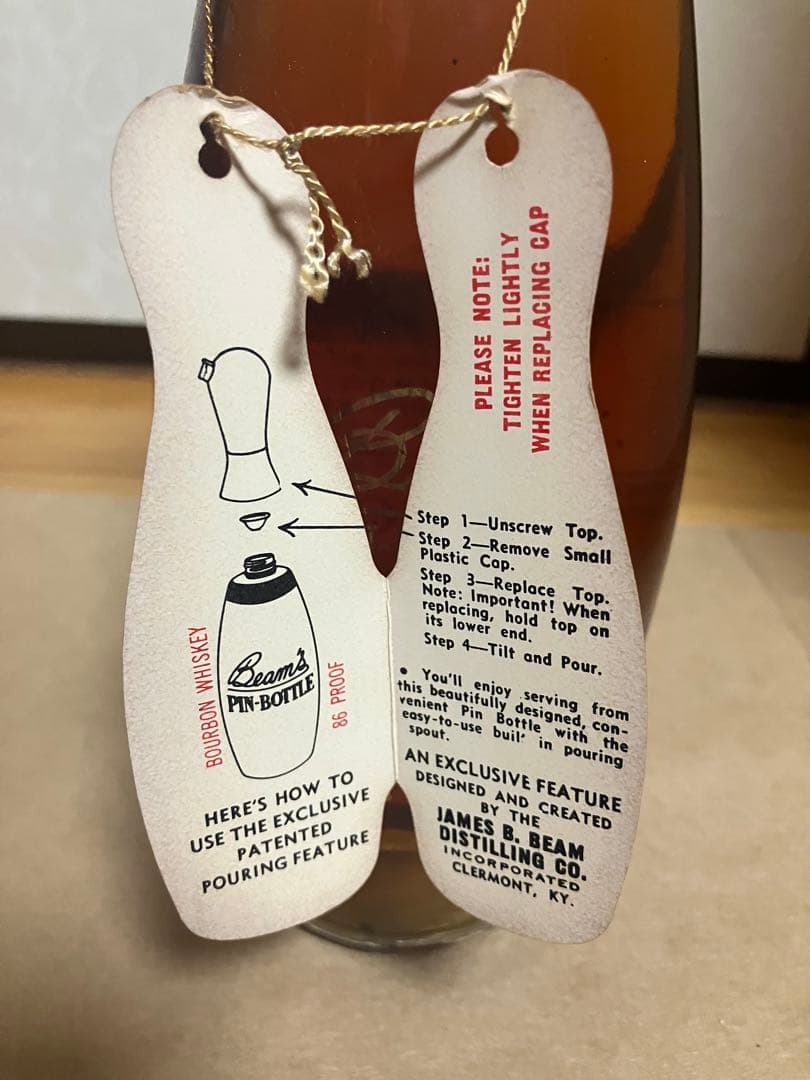 Beam's
PIN-BOTTLE
BOURBON WHISKEY
86 PROOF
HERE'S HOW TO
USE THE EXCLUSIVE
PATENTED
POURING FEATURE
PLEASE NOTE:
TIGHTEN LIGHTLY
WHEN REPLACING CAP
Step 1—Unscrew Top.
Step 2—Remove Small
Plastic Cap.
Step 3—Replace Top.
Note: Important! When
replacing, hold top on
its lower end.
Step 4—Tilt and Pour.
• You'll enjoy serving from
this beautifully designed, con-
venient Pin Bottle with the
easy-to-use buil' in pouring
spout.
AN EXCLUSIVE FEATURE
DESIGNED AND CREATED
BY THE
JAMES B. BEAM
DISTILLING CO.
INCORPORATED
CLERMONT, KY.